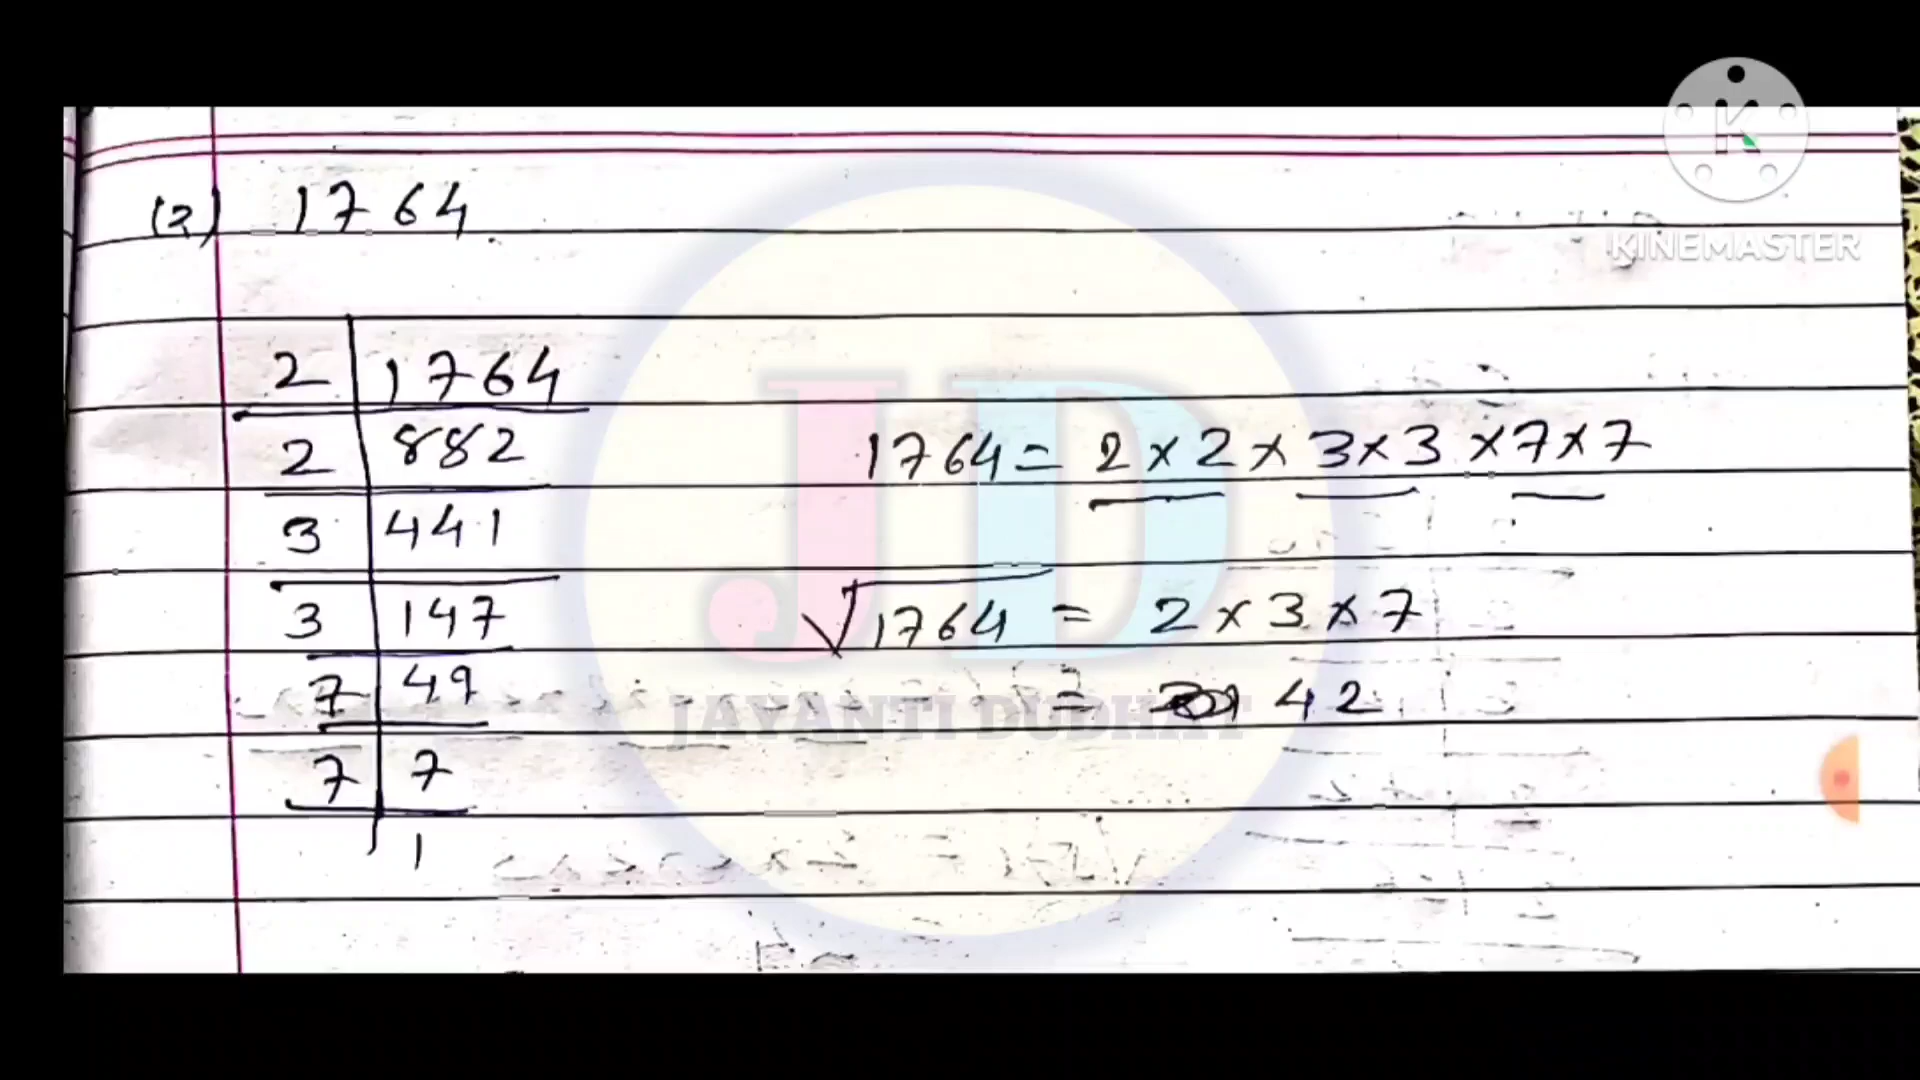 KINEMASTER
(2) 1764
2 | 1764
2 | 882
3 | 441
3 | 147
7 | 49
7 | 7
1
1764 = 2 × 2 × 3 × 3 × 7 × 7
√1764 = 2 × 3 × 7
= 42
JD
JAYANTI DUDHAT